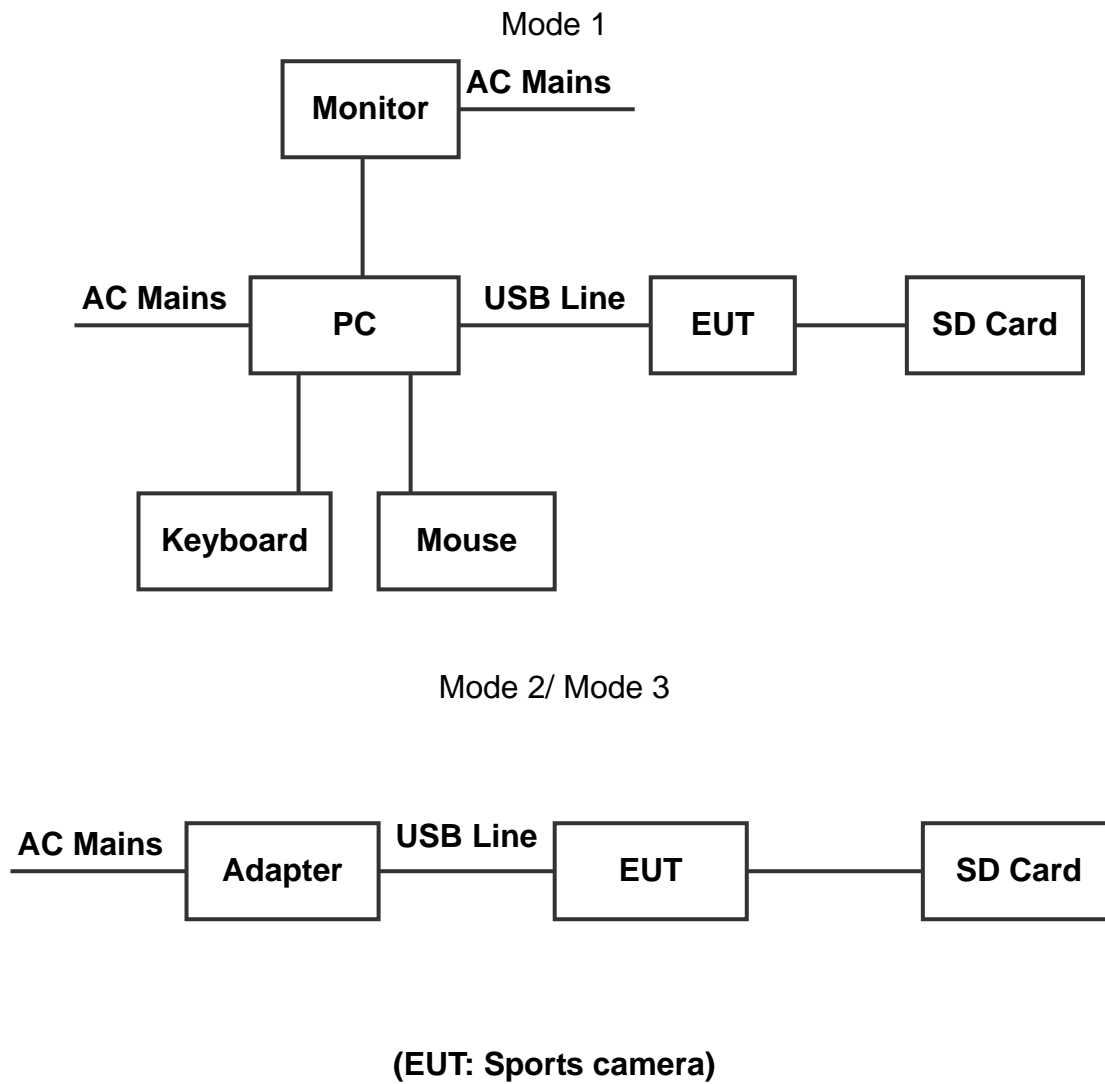 Mode 1
AC Mains
Monitor
AC Mains
USB Line
PC
EUT
SD Card
Keyboard
Mouse
Mode 2/ Mode 3
AC Mains
USB Line
Adapter
EUT
SD Card
(EUT: Sports camera)